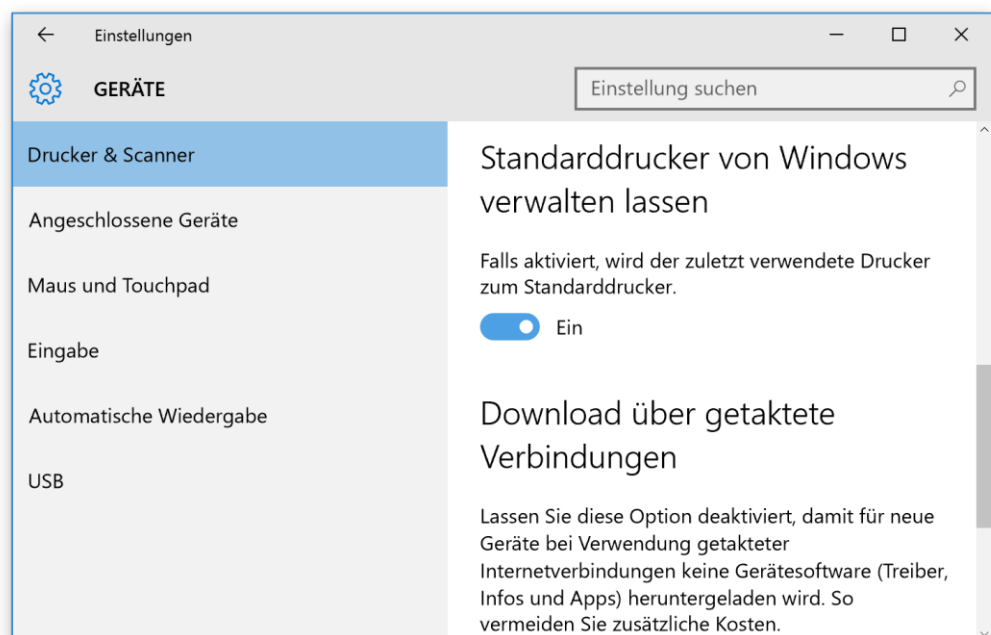 Einstellungen
GERÄTE
Einstellung suchen
Drucker & Scanner
Angeschlossene Geräte
Maus und Touchpad
Eingabe
Automatische Wiedergabe
USB
Standarddrucker von Windows
verwalten lassen
Falls aktiviert, wird der zuletzt verwendete Drucker
zum Standarddrucker.
Ein
Download über getaktete
Verbindungen
Lassen Sie diese Option deaktiviert, damit für neue
Geräte bei Verwendung getakteter
Internetverbindungen keine Gerätesoftware (Treiber,
Infos und Apps) heruntergeladen wird. So
vermeiden Sie zusätzliche Kosten.